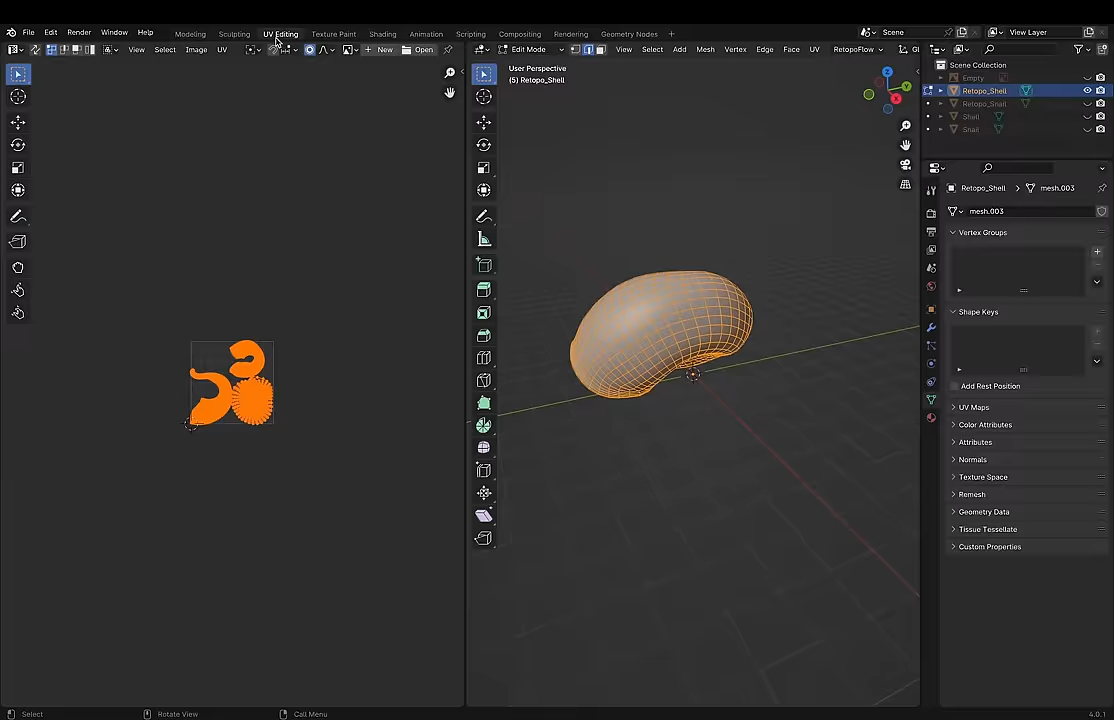 File Edit Render Window Help Modeling Sculpting UV Editing Texture Paint Shading Animation Rendering Compositing Geometry Nodes Scripting + Scene View Layer
View Select Image UV + New Open Edit Mode View Select Add Mesh Vertex Edge Face UV RetopoFlow Gl
User Perspective
(5) Retopo_Shell
Z
Y
X
Scene Collection
Empty
Retopo_Shell
Retopo_Snail
Shell
Snail
Retopo_Shell > mesh.003
mesh.003
Vertex Groups
Shape Keys
Add Rest Position
UV Maps
Color Attributes
Attributes
Normals
Texture Space
Remesh
Geometry Data
Tissue Tessellate
Custom Properties
Select Rotate View Call Menu 4.0.1